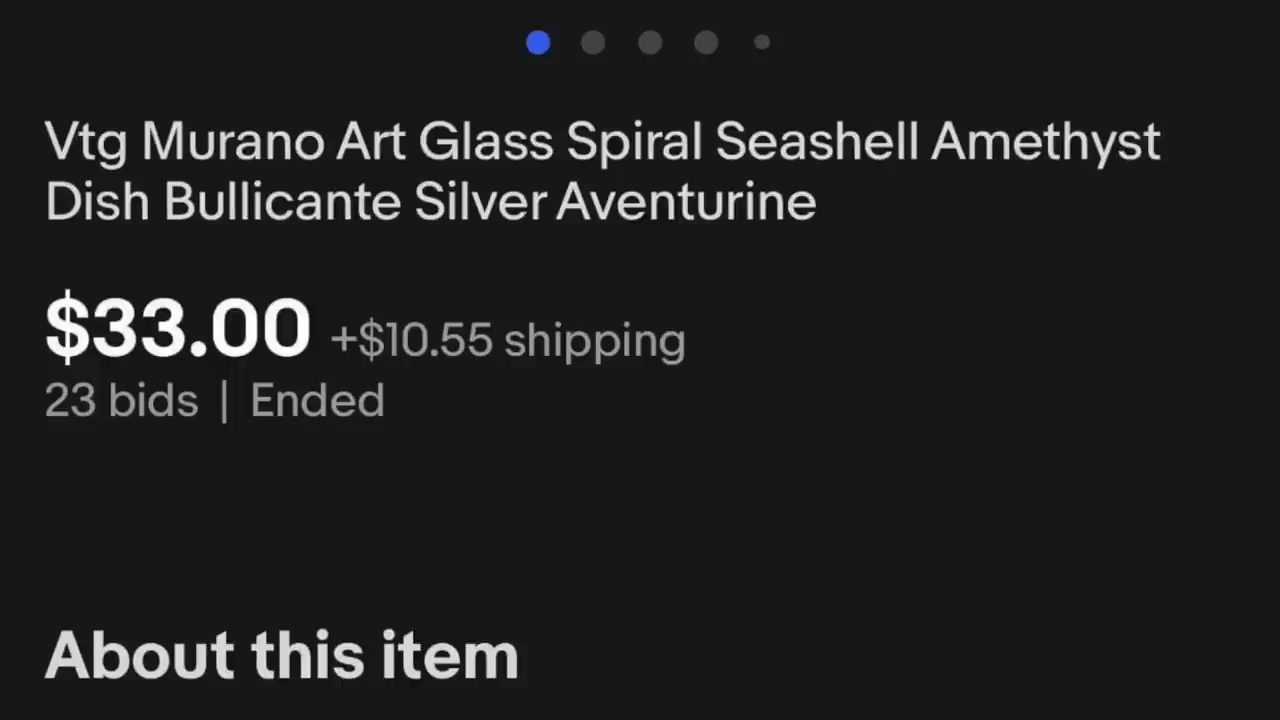 Vtg Murano Art Glass Spiral Seashell Amethyst
Dish Bullicante Silver Aventurine
$33.00 +$10.55 shipping
23 bids | Ended
About this item